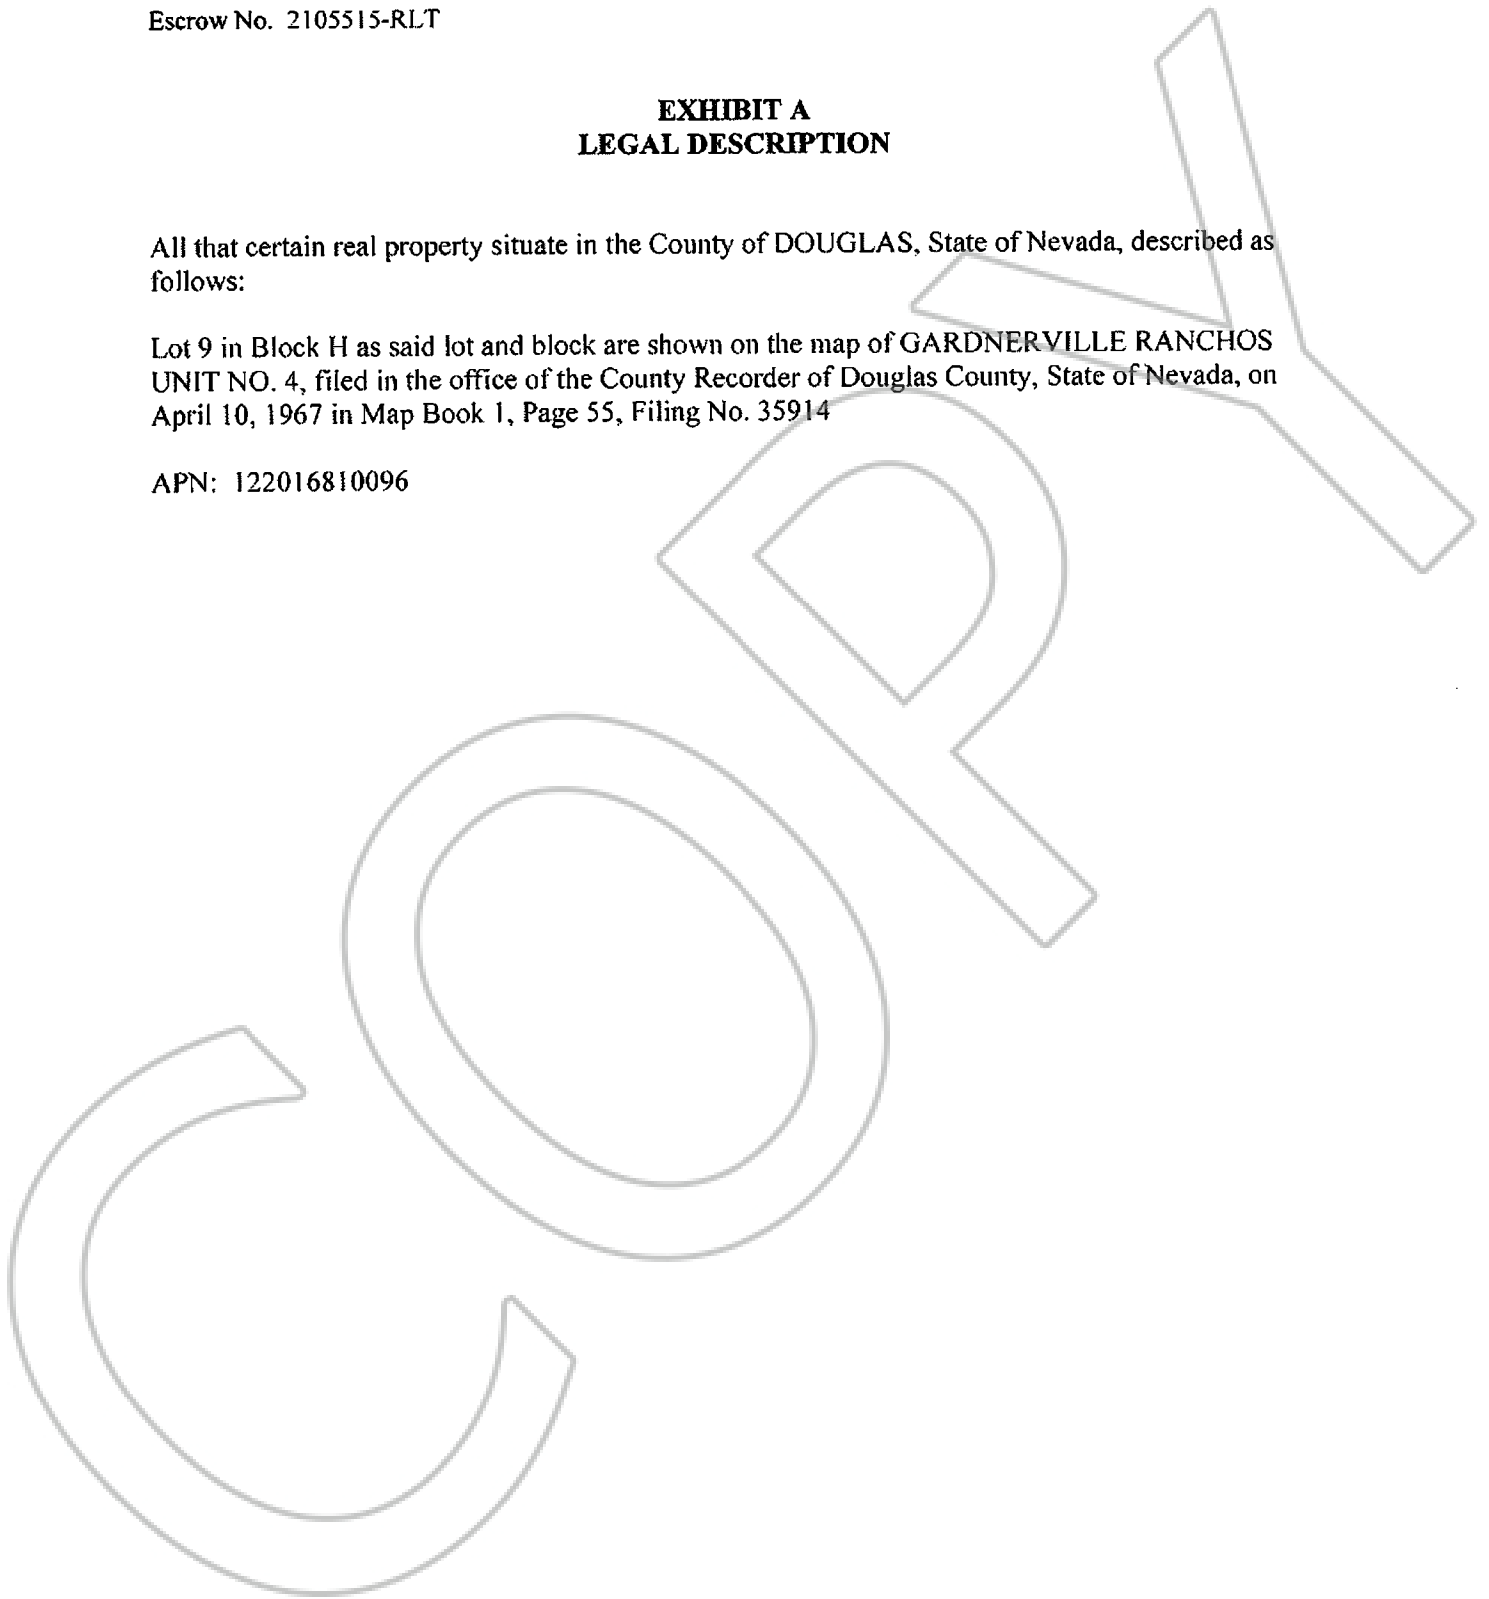 Escrow No. 2105515-RLT
EXHIBIT A
LEGAL DESCRIPTION
All that certain real property situate in the County of DOUGLAS, State of Nevada, described as
follows:
Lot 9 in Block H as said lot and block are shown on the map of GARDNERVILLE RANCHOS
UNIT NO. 4, filed in the office of the County Recorder of Douglas County, State of Nevada, on
April 10, 1967 in Map Book 1, Page 55, Filing No. 35914
APN: 122016810096
COPY